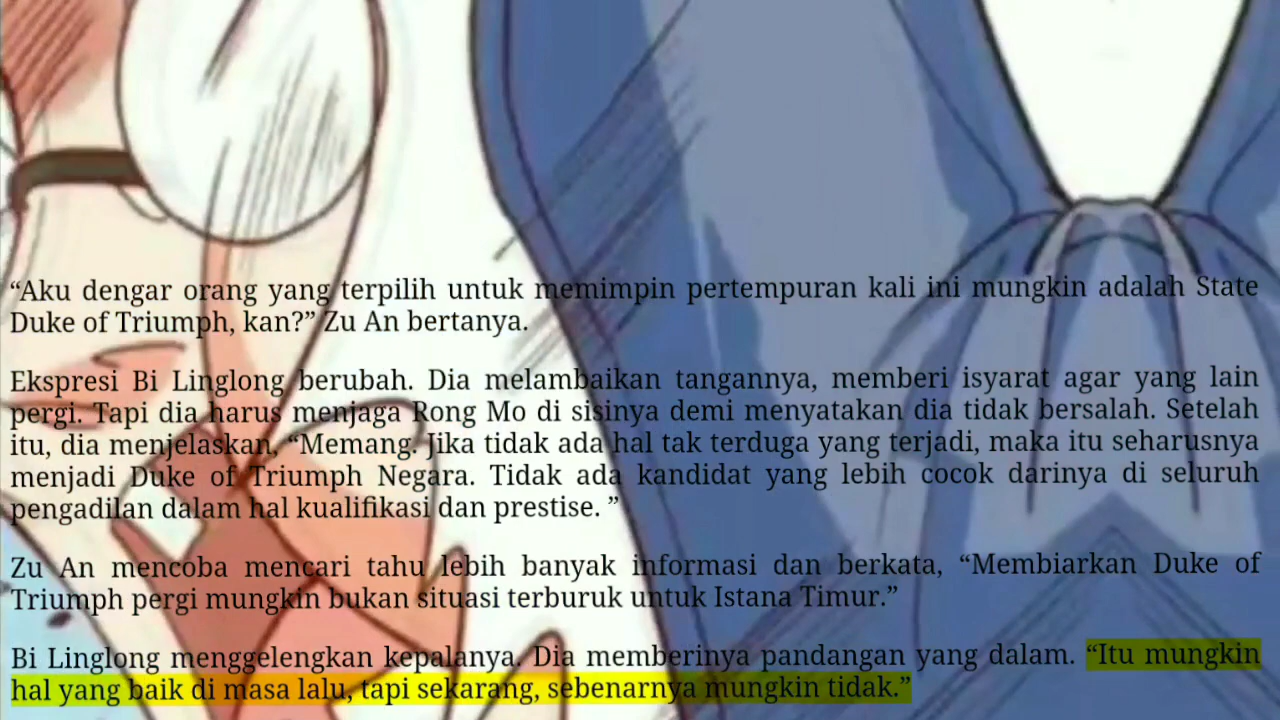 “Aku dengar orang yang terpilih untuk memimpin pertempuran kali ini mungkin adalah State
Duke of Triumph, kan?” Zu An bertanya.
Ekspresi Bi Linglong berubah. Dia melambaikan tangannya, memberi isyarat agar yang lain
pergi. Tapi dia harus menjaga Rong Mo di sisinya demi menyatakan dia tidak bersalah. Setelah
itu, dia menjelaskan, “Memang. Jika tidak ada hal tak terduga yang terjadi, maka itu seharusnya
menjadi Duke of Triumph Negara. Tidak ada kandidat yang lebih cocok darinya di seluruh
pengadilan dalam hal kualifikasi dan prestise. ”
Zu An mencoba mencari tahu lebih banyak informasi dan berkata, “Membiarkan Duke of
Triumph pergi mungkin bukan situasi terburuk untuk Istana Timur.”
Bi Linglong menggelengkan kepalanya. Dia memberinya pandangan yang dalam. “Itu mungkin
hal yang baik di masa lalu, tapi sekarang, sebenarnya mungkin tidak.”